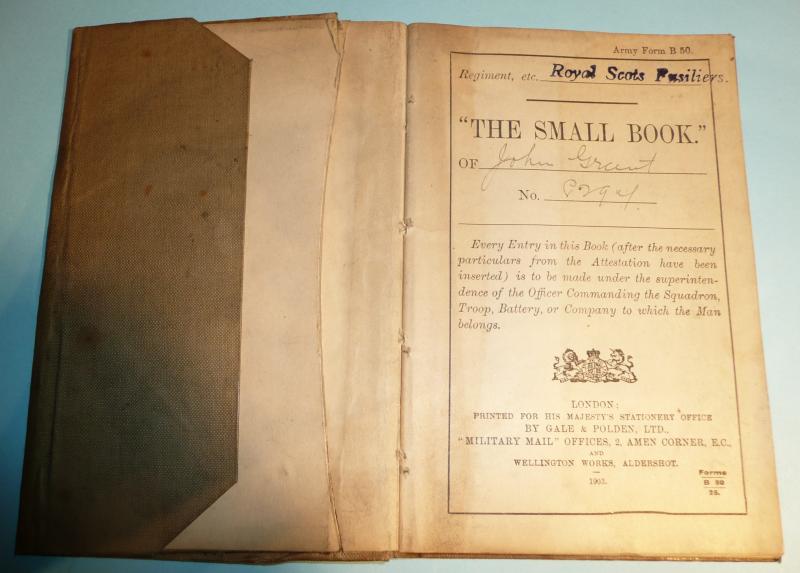 Army Form B 50.
Regiment, etc. Royal Scots Fusiliers.
"THE SMALL BOOK."
OF John Grant
No.
Every Entry in this Book (after the necessary
particulars from the Attestation have been
inserted) is to be made under the superinten-
dence of the Officer Commanding the Squadron,
Troop, Battery, or Company to which the Man
belongs.
LONDON:
PRINTED FOR HIS MAJESTY'S STATIONERY OFFICE
BY GALE & POLDEN, LTD.,
"MILITARY MAIL" OFFICES, 2, AMEN CORNER, E.C.,
AND
WELLINGTON WORKS, ALDERSHOT.
1903.
Forms
B 50